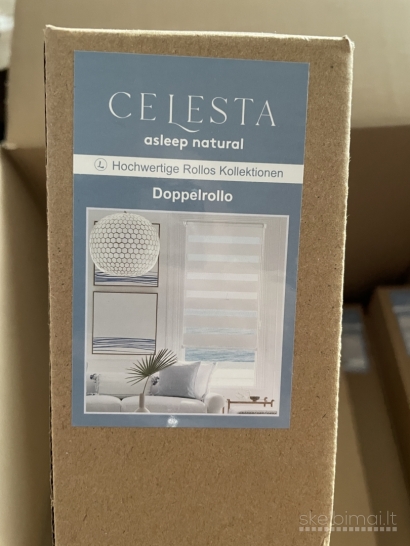 CELESTA
asleep natural
L Hochwertige Rollos Kollektionen
Doppelrollo
skelbimai.lt